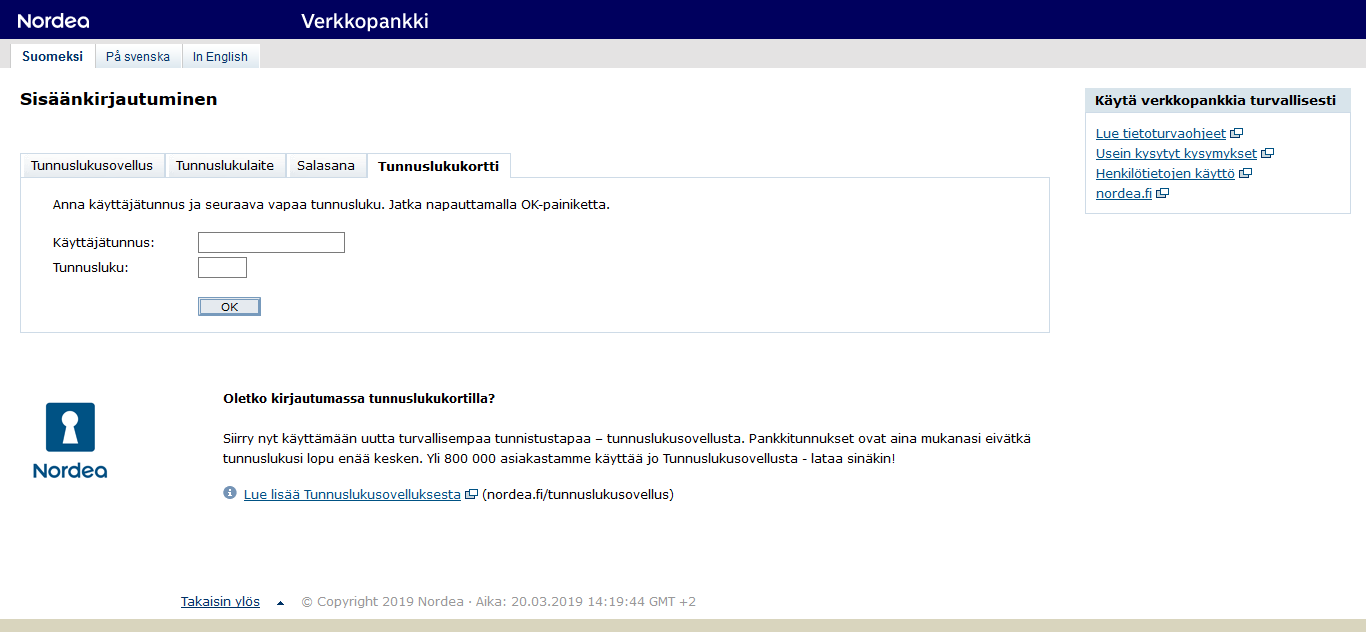 Nordea
Verkkopankki
Suomeksi
På svenska
In English
Sisäänkirjautuminen
Käytä verkkopankkia turvallisesti
Lue tietoturvaohjeet
Usein kysytyt kysymykset
Henkilötietojen käyttö
nordea.fi
Tunnuslukusovellus
Tunnuslukulaite
Salasana
Tunnuslukukortti
Anna käyttäjätunnus ja seuraava vapaa tunnusluku. Jatka napauttamalla OK-painiketta.
Käyttäjätunnus:
Tunnusluku:
OK
Nordea
Oletko kirjautumassa tunnuslukukortilla?
Siirry nyt käyttämään uutta turvallisempaa tunnistustapaa – tunnuslukusovellusta. Pankkitunnukset ovat aina mukanasi eivätkä
tunnuslukusi lopu enää kesken. Yli 800 000 asiakastamme käyttää jo Tunnuslukusovellusta - lataa sinäkin!
Lue lisää Tunnuslukusovelluksesta (nordea.fi/tunnuslukusovellus)
Takaisin ylös
© Copyright 2019 Nordea · Aika: 20.03.2019 14:19:44 GMT +2